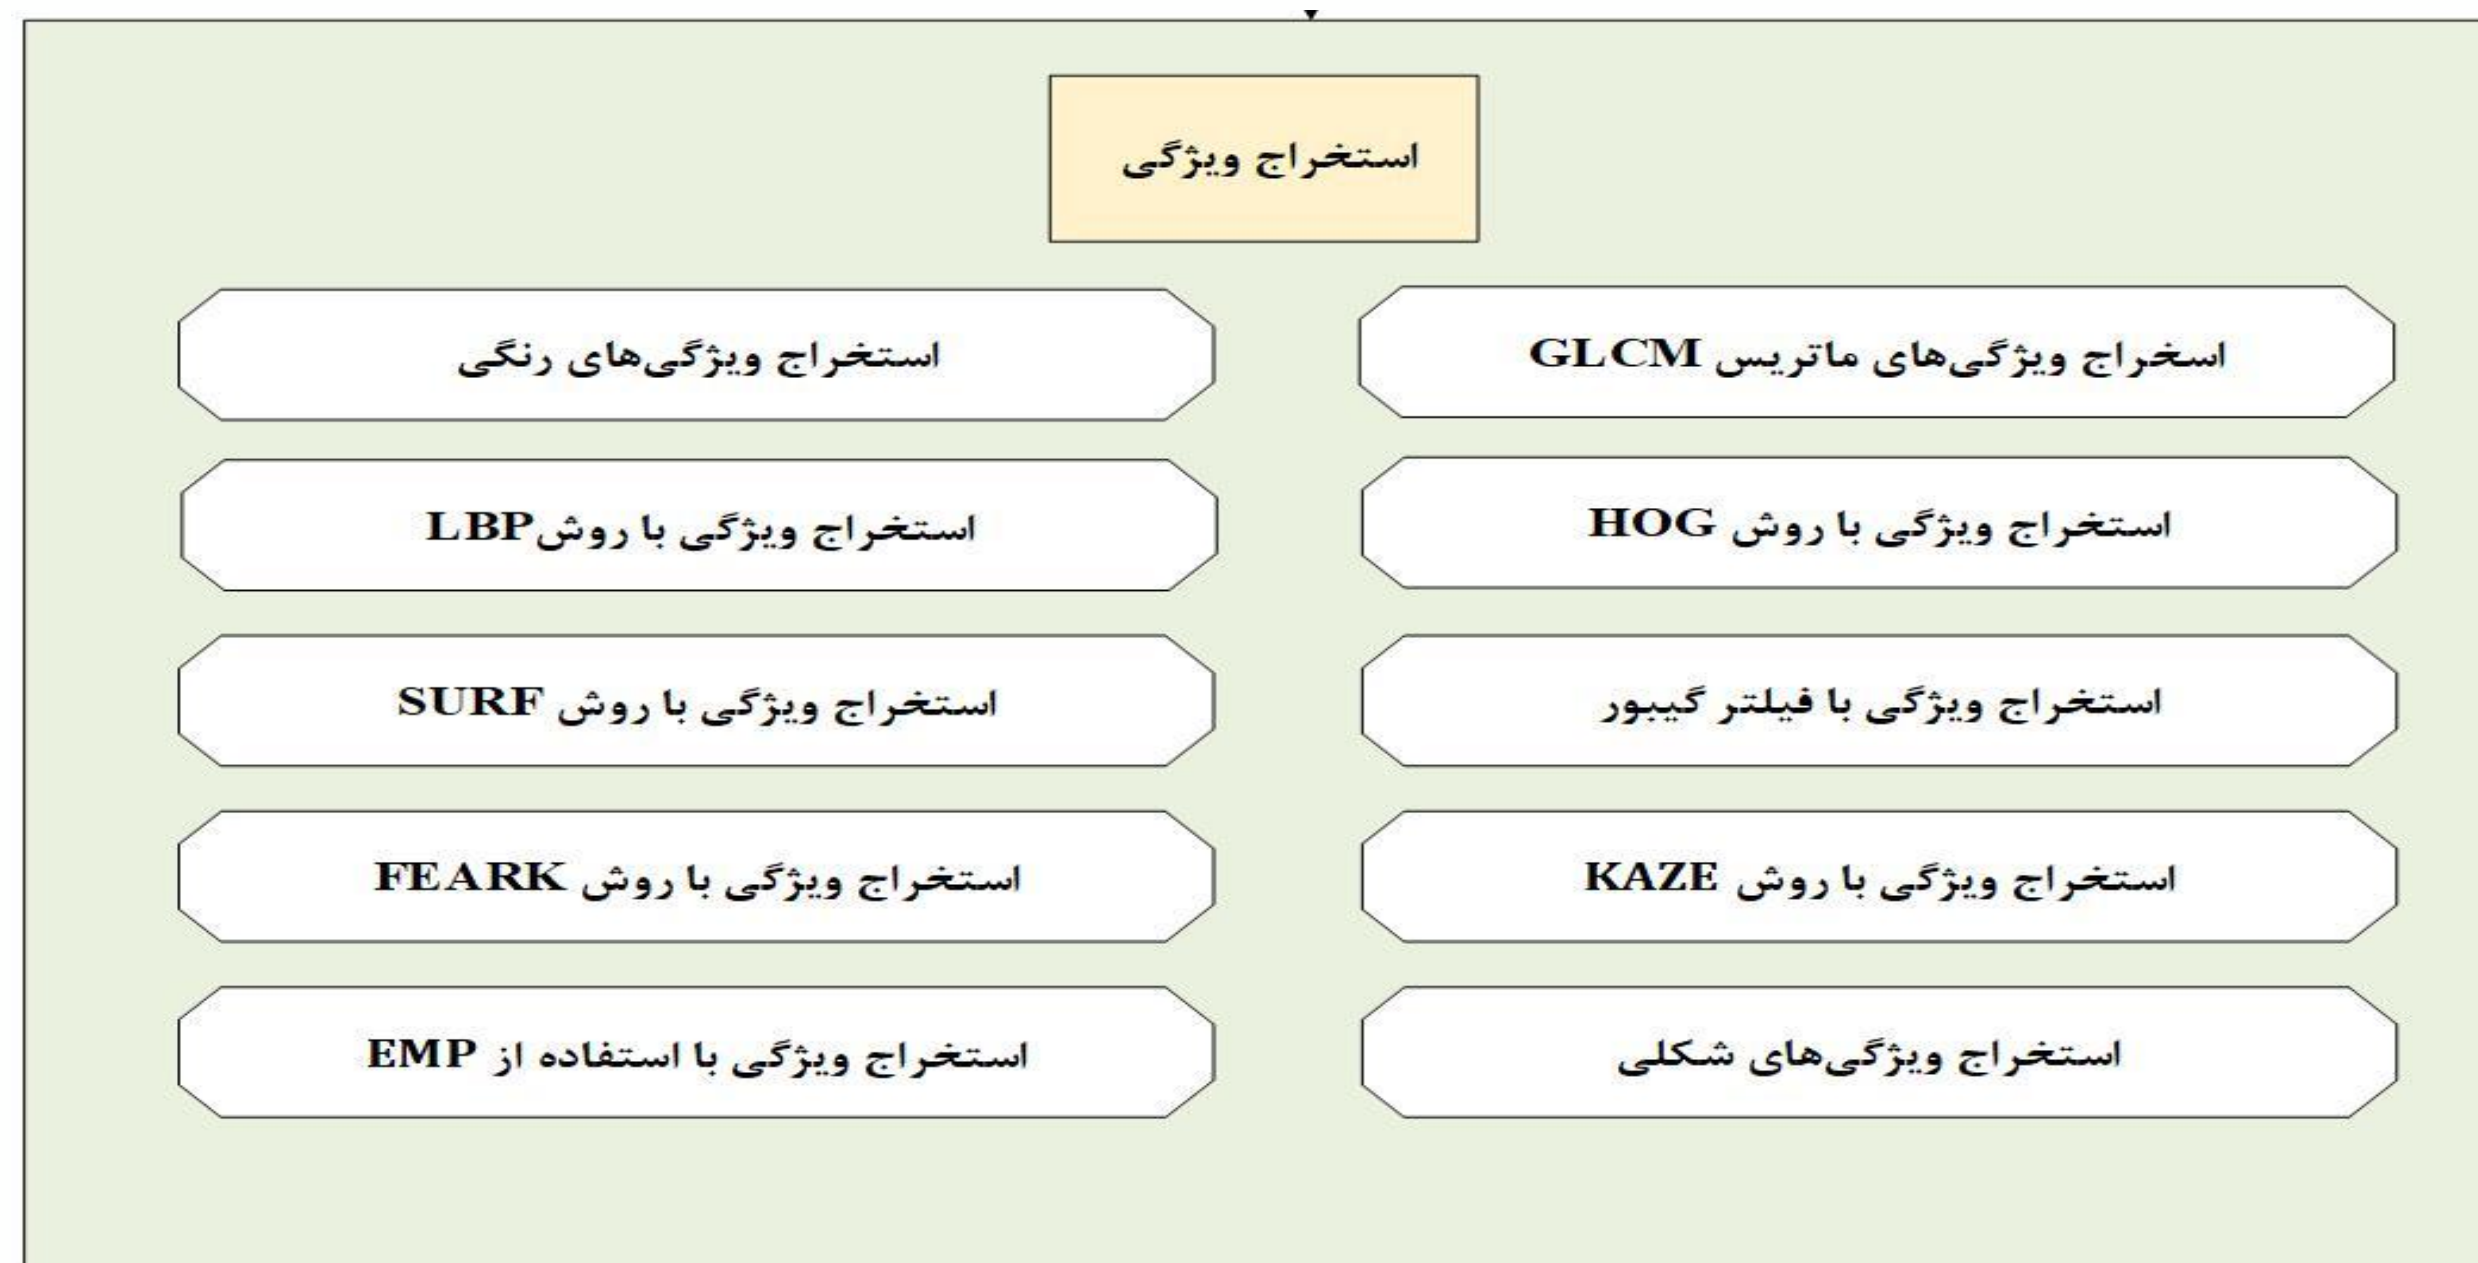 استخراج ویژگی
اسخراج ویژگی‌های ماتریس GLCM
استخراج ویژگی‌های رنگی
استخراج ویژگی با روش HOG
استخراج ویژگی با روشLBP
استخراج ویژگی با فیلتر گیبور
استخراج ویژگی با روش SURF
استخراج ویژگی با روش KAZE
استخراج ویژگی با روش FEARK
استخراج ویژگی‌های شکلی
استخراج ویژگی با استفاده از EMP